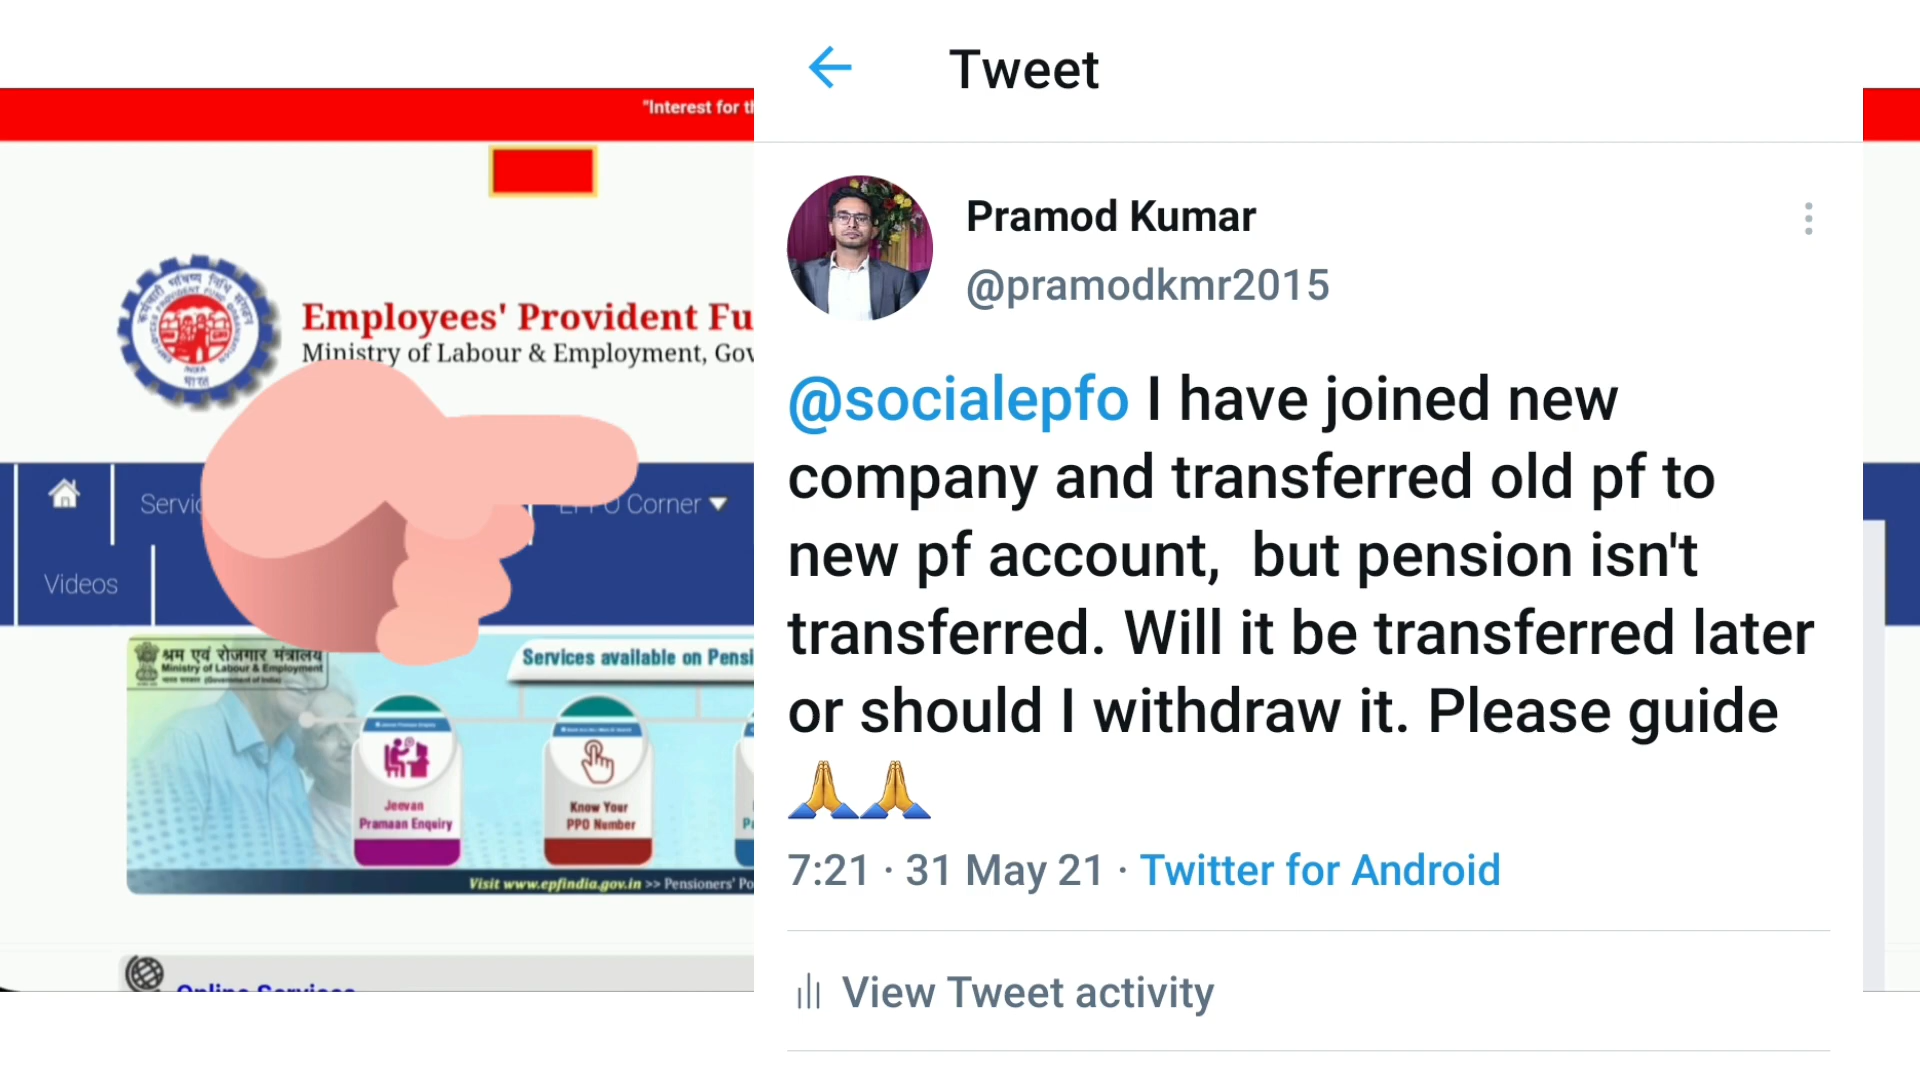 "Interest for th
Employees' Provident Fu
Ministry of Labour & Employment, Gov
EPFO Corner
Videos
श्रम एवं रोजगार मंत्रालय
Ministry of Labour & Employment
Services available on Pensi
Jeevan
Pramaan Enquiry
Know Your
PPO Number
Visit www.epfindia.gov.in >> Pensioners' Po
Online Services
Tweet
Pramod Kumar
@pramodkmr2015
@socialepfo I have joined new
company and transferred old pf to
new pf account, but pension isn't
transferred. Will it be transferred later
or should I withdraw it. Please guide
🙏🙏
7:21 · 31 May 21 · Twitter for Android
View Tweet activity